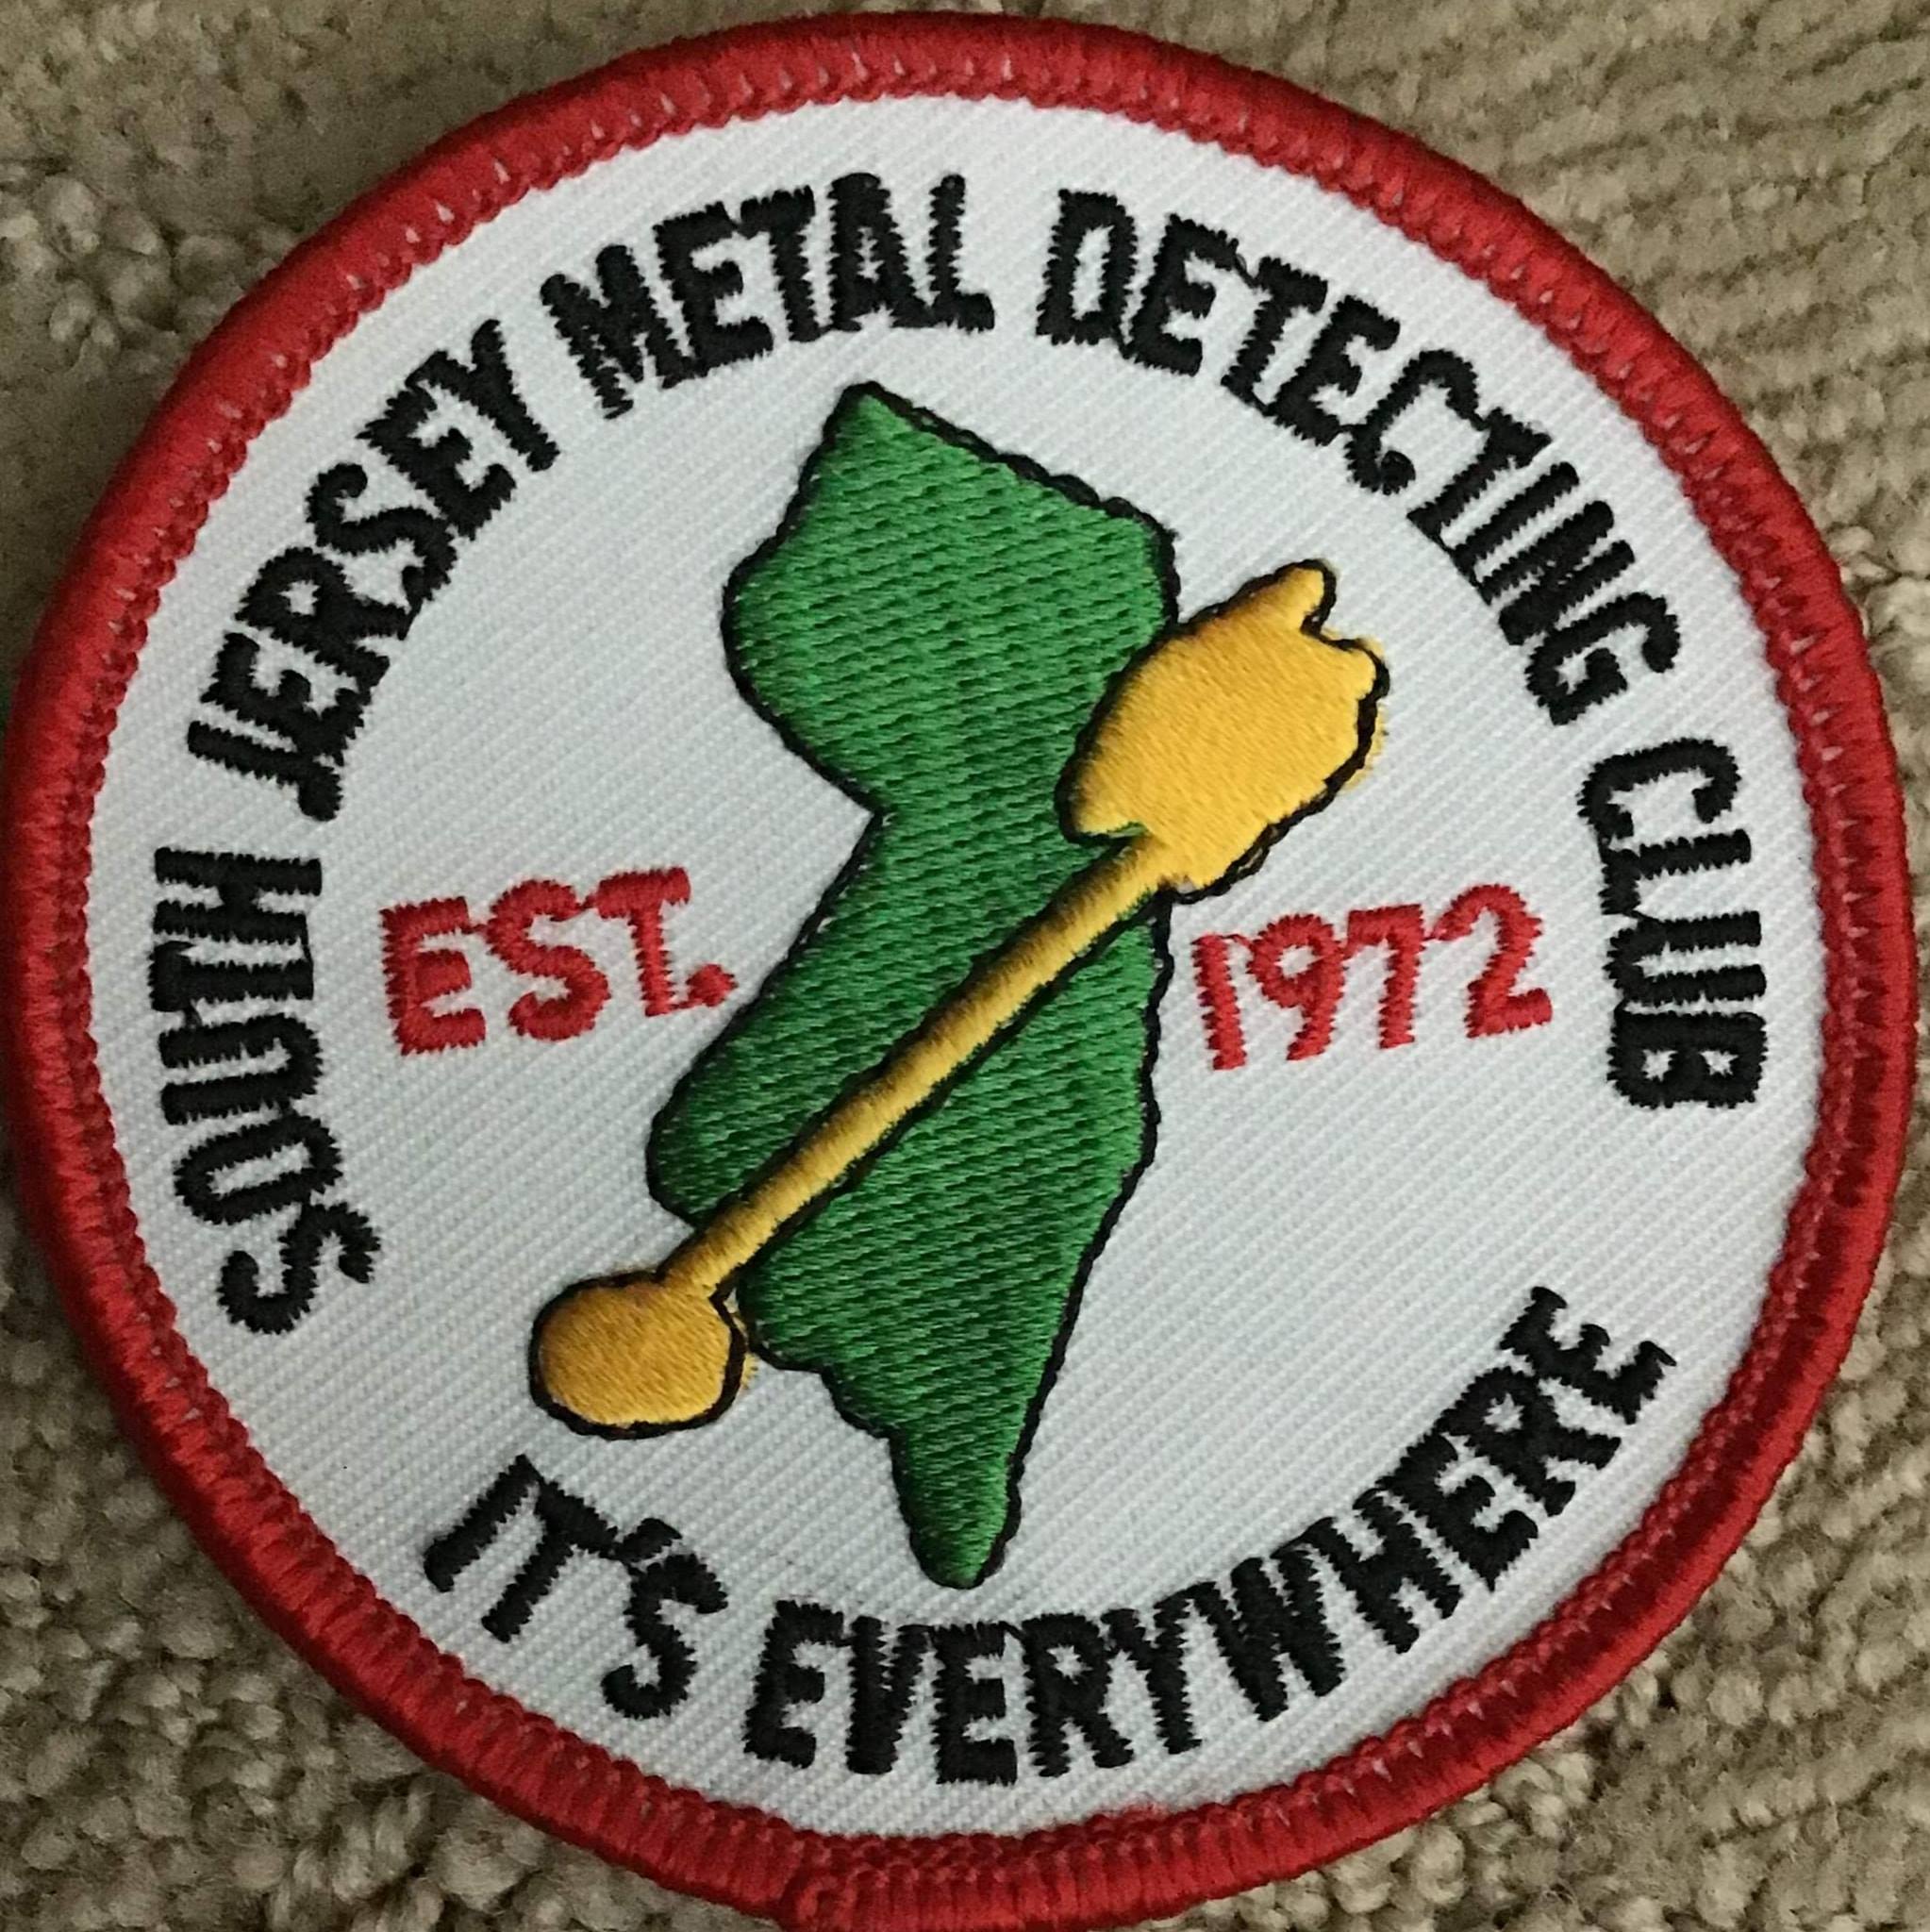 SOUTH JERSEY METAL DETECTING CLUB
EST. 1972
IT'S EVERYWHERE